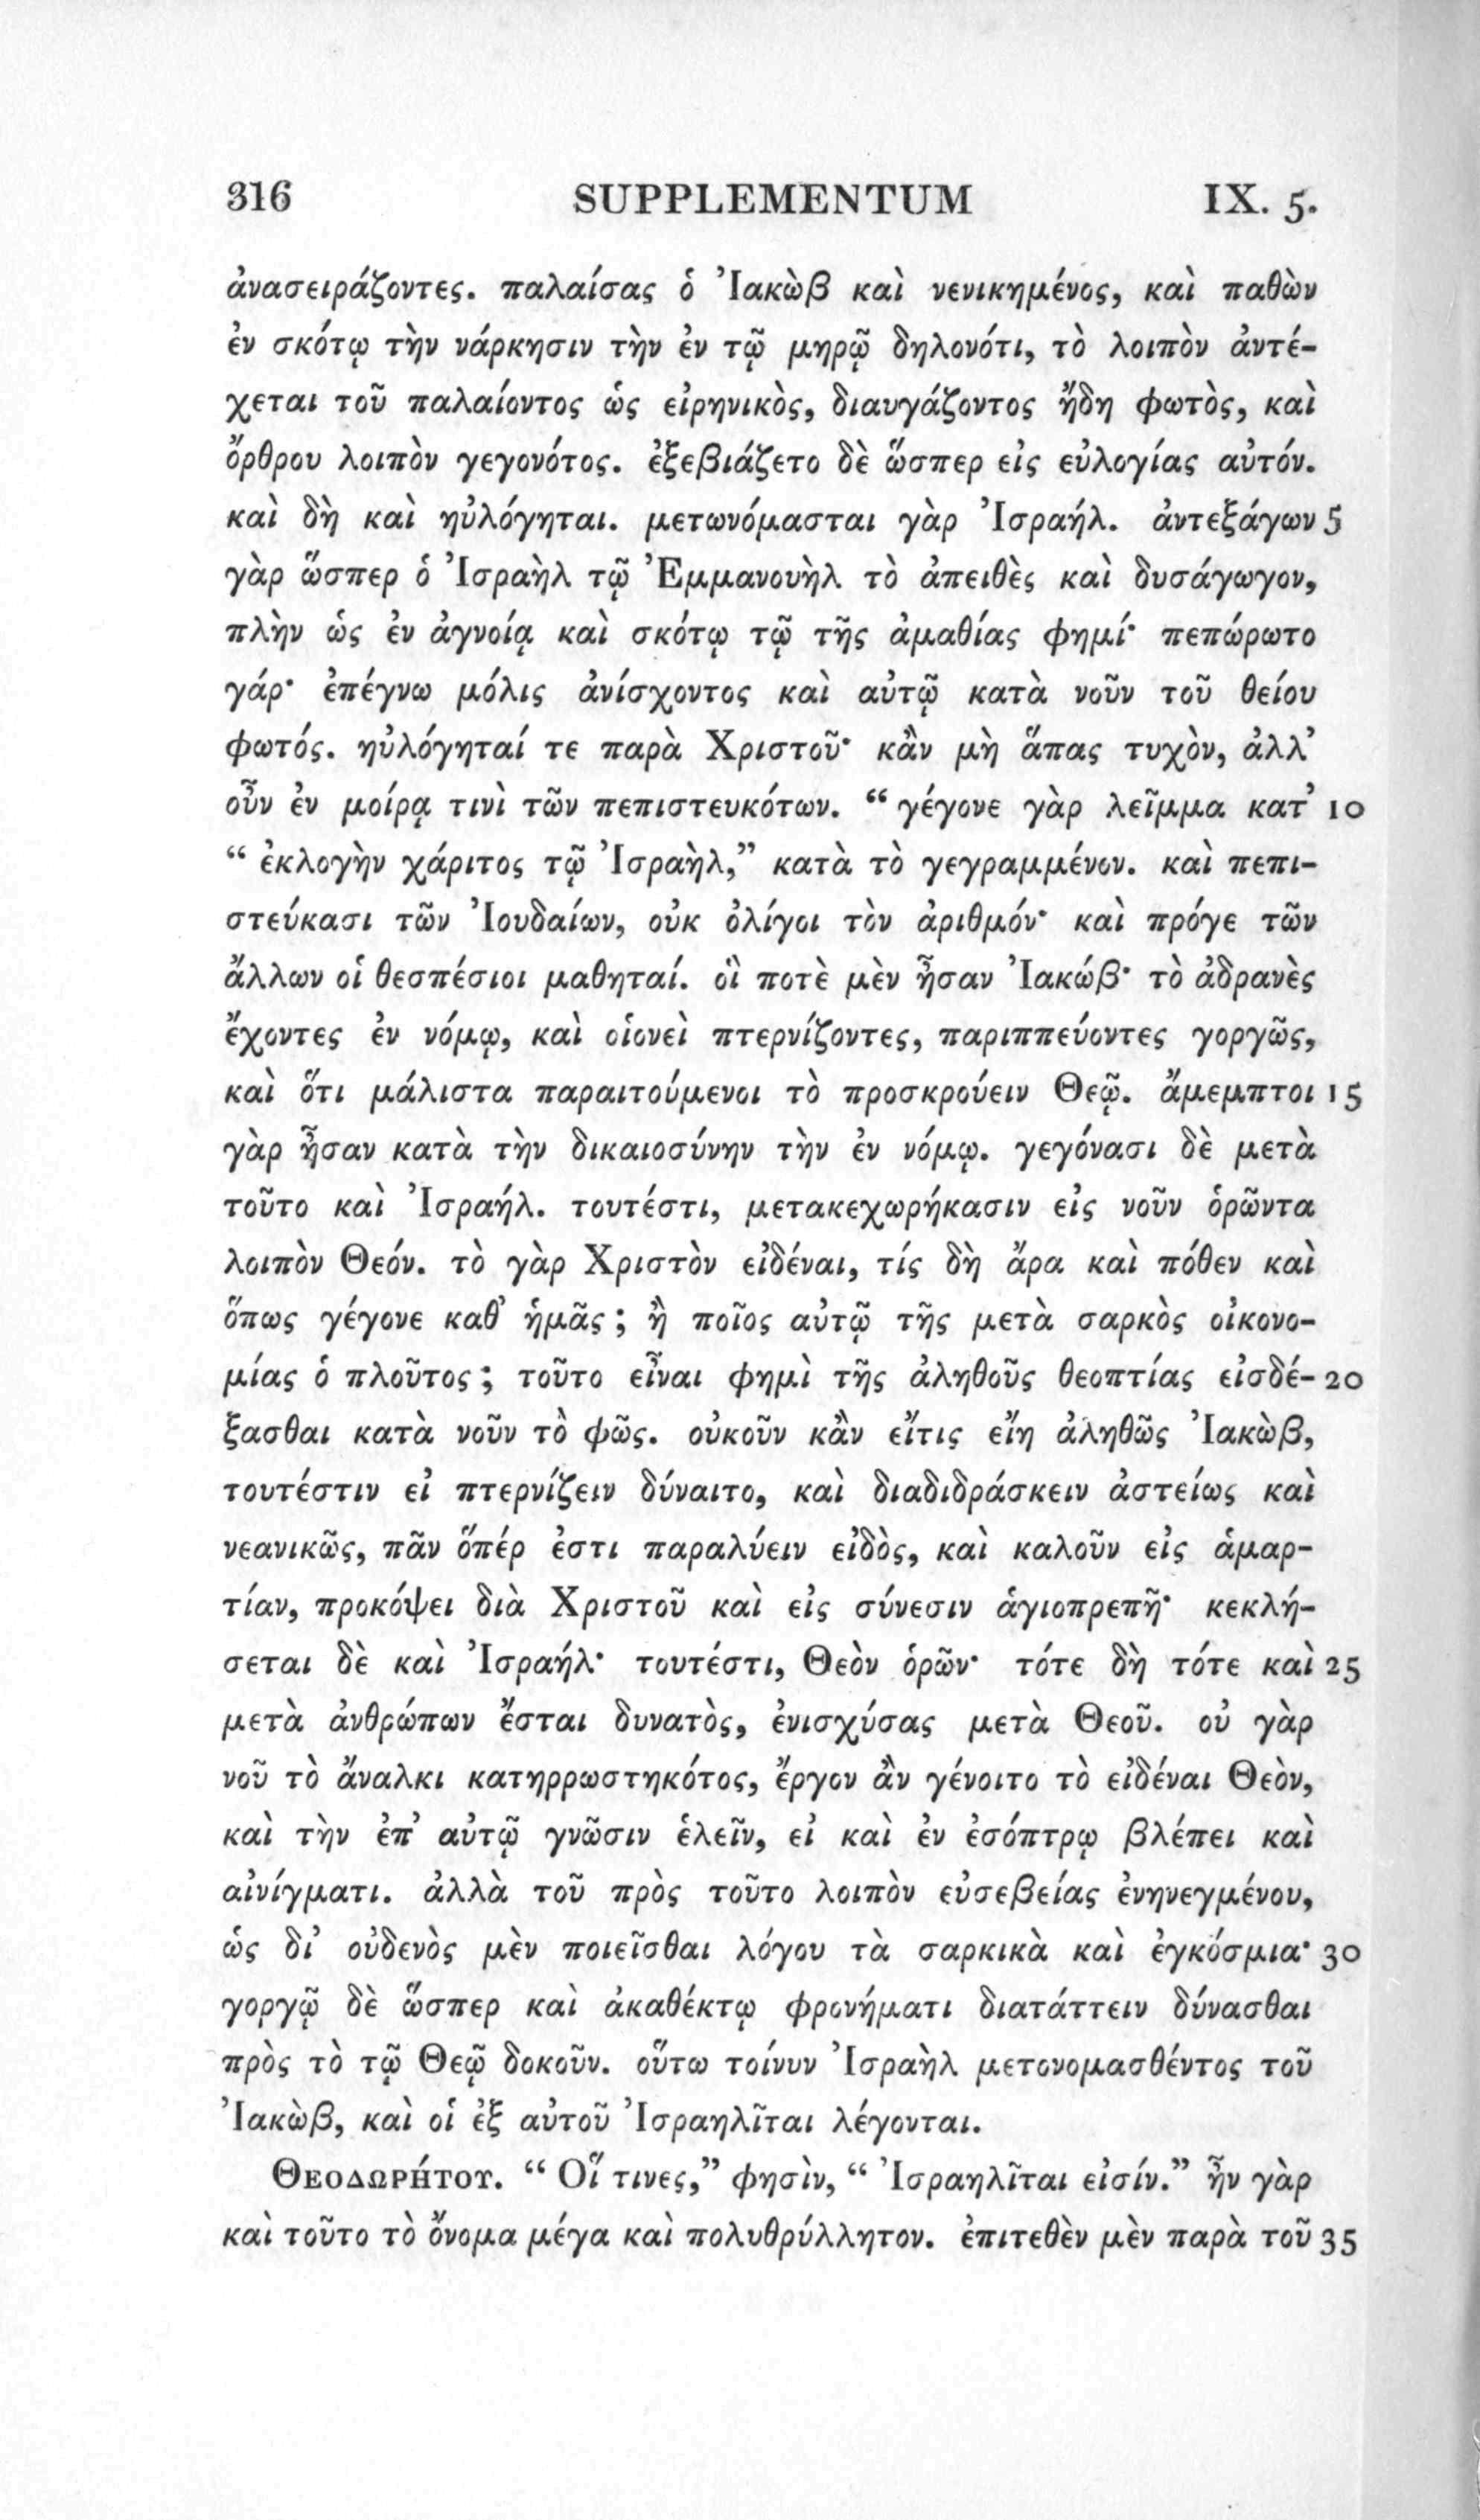 316 SUPPLEMENTUM IX. 5.
ἀνασειράζοντες. παλαίσας ὁ Ἰακὼβ καὶ νενικημένος, καὶ παθὼν
ἐν σκότῳ τὴν νάρκησιν τὴν ἐν τῷ μηρῷ δηλονότι, τὸ λοιπὸν ἀντέ-
χεται τοῦ παλαίοντος ὡς εἰρηνικὸς, διαυγάζοντος ἤδη φωτὸς, καὶ
ὄρθρου λοιπὸν γεγονότος. ἐξεβιάζετο δὲ ὥσπερ εἰς εὐλογίας αὐτόν.
καὶ δὴ καὶ ηὐλόγηται. μετωνόμασται γὰρ Ἰσραήλ. ἀντεξάγων 5
γὰρ ὥσπερ ὁ Ἰσραὴλ τῷ Ἐμμανουὴλ τὸ ἀπειθὲς καὶ δυσάγωγον,
πλὴν ὡς ἐν ἀγνοίᾳ καὶ σκότῳ τῷ τῆς ἀμαθίας φημί· πεπώρωτο
γάρ· ἐπέγνω μόλις ἀνίσχοντος καὶ αὐτῷ κατὰ νοῦν τοῦ θείου
φωτός. ηὐλόγηταί τε παρὰ Χριστοῦ· κἂν μὴ ἅπας τυχὸν, ἀλλ’
οὖν ἐν μοίρᾳ τινὶ τῶν πεπιστευκότων. “ γέγονε γὰρ λεῖμμα κατ’ 10
“ ἐκλογὴν χάριτος τῷ Ἰσραὴλ,” κατὰ τὸ γεγραμμένον. καὶ πεπι-
στεύκασι τῶν Ἰουδαίων, οὐκ ὀλίγοι τὸν ἀριθμόν· καὶ πρόγε τῶν
ἄλλων οἱ θεσπέσιοι μαθηταί. οἳ ποτὲ μὲν ἦσαν Ἰακώβ· τὸ ἀδρανὲς
ἔχοντες ἐν νόμῳ, καὶ οἱονεὶ πτερνίζοντες, παριππεύοντες γοργῶς,
καὶ ὅτι μάλιστα παραιτούμενοι τὸ προσκρούειν Θεῷ. ἄμεμπτοι 15
γὰρ ἦσαν κατὰ τὴν δικαιοσύνην τὴν ἐν νόμῳ. γεγόνασι δὲ μετὰ
τοῦτο καὶ Ἰσραήλ. τουτέστι, μετακεχωρήκασιν εἰς νοῦν ὁρῶντα
λοιπὸν Θεόν. τὸ γὰρ Χριστὸν εἰδέναι, τίς δὴ ἄρα καὶ πόθεν καὶ
ὅπως γέγονε καθ’ ἡμᾶς ; ἢ ποῖος αὐτῷ τῆς μετὰ σαρκὸς οἰκονο-
μίας ὁ πλοῦτος ; τοῦτο εἶναι φημὶ τῆς ἀληθοῦς θεοπτίας εἰσδέ- 20
ξασθαι κατὰ νοῦν τὸ φῶς. οὐκοῦν κἂν εἴτις εἴη ἀληθῶς Ἰακὼβ,
τουτέστιν εἰ πτερνίζειν δύναιτο, καὶ διαδιδράσκειν ἀστείως καὶ
νεανικῶς, πᾶν ὅπέρ ἐστι παραλύειν εἰδὸς, καὶ καλοῦν εἰς ἁμαρ-
τίαν, προκόψει διὰ Χριστοῦ καὶ εἰς σύνεσιν ἁγιοπρεπῆ· κεκλή-
σεται δὲ καὶ Ἰσραήλ· τουτέστι, Θεὸν ὁρῶν· τότε δὴ τότε καὶ 25
μετὰ ἀνθρώπων ἔσται δυνατὸς, ἐνισχύσας μετὰ Θεοῦ. οὐ γὰρ
νοῦ τὸ ἄναλκι κατηρρωστηκότος, ἔργον ἂν γένοιτο τὸ εἰδέναι Θεὸν,
καὶ τὴν ἐπ’ αὐτῷ γνῶσιν ἑλεῖν, εἰ καὶ ἐν ἐσόπτρῳ βλέπει καὶ
αἰνίγματι. ἀλλὰ τοῦ πρὸς τοῦτο λοιπὸν εὐσεβείας ἐνηνεγμένου,
ὡς δι’ οὐδενὸς μὲν ποιεῖσθαι λόγου τὰ σαρκικὰ καὶ ἐγκόσμια· 30
γοργῷ δὲ ὥσπερ καὶ ἀκαθέκτῳ φρονήματι διατάττειν δύνασθαι
πρὸς τὸ τῷ Θεῷ δοκοῦν. οὕτω τοίνυν Ἰσραὴλ μετονομασθέντος τοῦ
Ἰακὼβ, καὶ οἱ ἐξ αὐτοῦ Ἰσραηλῖται λέγονται.
Θεοδωρήτου. “ Οἵ τινες,” φησὶν, “ Ἰσραηλῖται εἰσίν.” ἦν γὰρ
καὶ τοῦτο τὸ ὄνομα μέγα καὶ πολυθρύλλητον. ἐπιτεθὲν μὲν παρὰ τοῦ 35